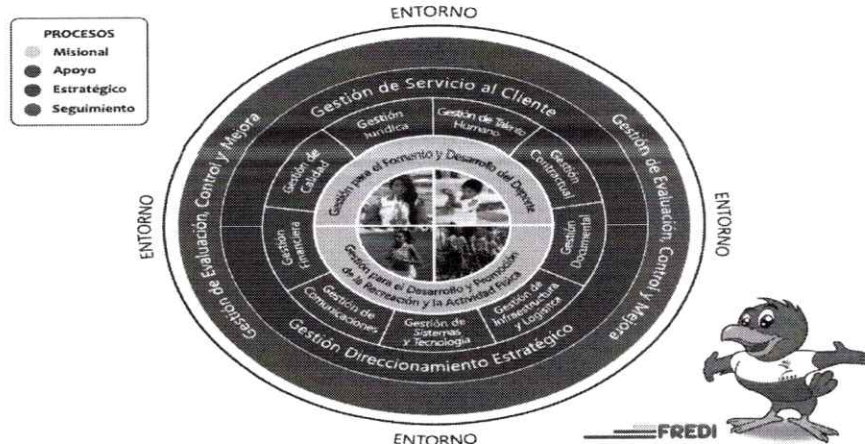 ENTORNO
PROCESOS
Misional
Apoyo
Estratégico
Seguimiento
Gestión de Evaluación, Control y Mejora
Gestión de Servicio al Cliente
Gestión de Evaluación, Control y Mejora
ENTORNO
ENTORNO
Gestión de Calidad
Gestión Jurídica
Gestión de Talento Humano
Gestión Contractual
Gestión para el Fomento y Desarrollo del Deporte
Gestión Financiera
Gestión Documental
Gestión para el Desarrollo y Promoción
de la Recreación y la Actividad Física
Gestión de Comunicaciones
Gestión de Sistemas y Tecnología
Gestión de Infraestructura y Logística
Gestión Direccionamiento Estratégico
FREDI
ENTORNO